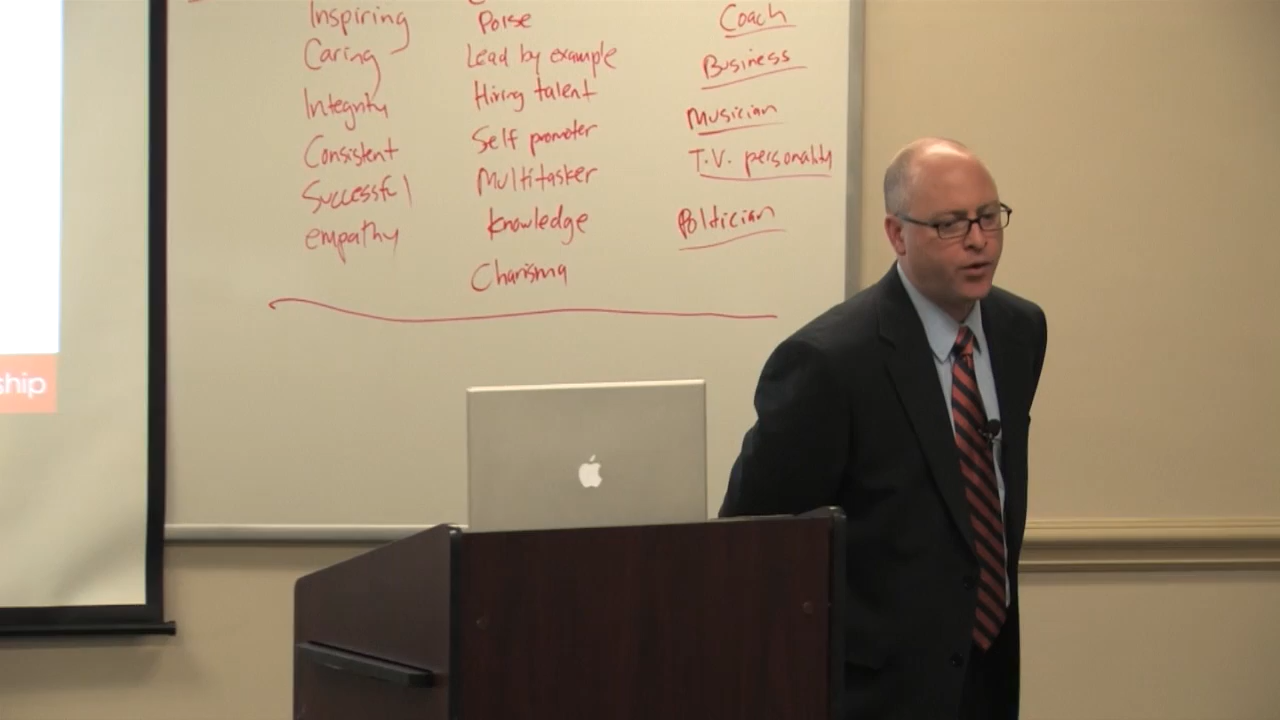 Inspiring
Caring
Integrity
Consistent
Successful
empathy
Poise
Lead by example
Hiring talent
Self promoter
Multitasker
Knowledge
Charisma
Coach
Business
Musician
T.V. personality
Politician
ship